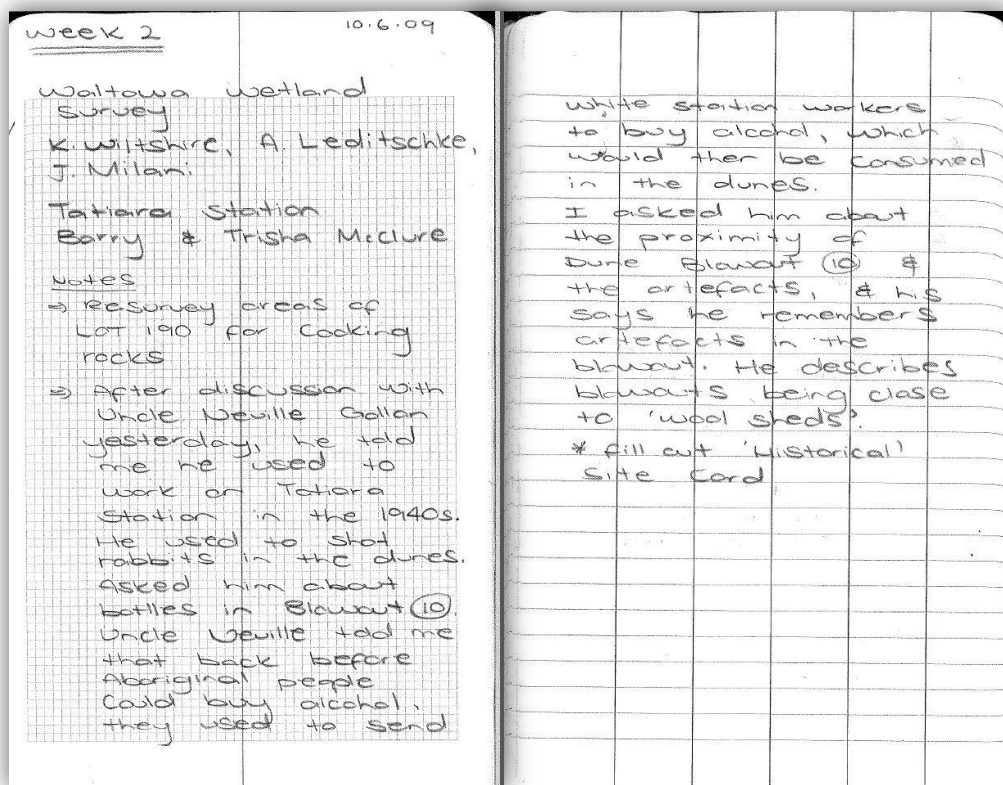 Week 2
10.6.09
Waltowa Wetland
Survey
K. Wiltshire, A. Leditschke,
J. Milani
Tatiara Station
Barry & Trisha McClure
Notes
⇒ Resurvey areas of
LOT 190 for Cooking
rocks
⇒ After discussion with
Uncle Neville Gollan
yesterday, he told
me he used to
work on Tatiara
Station in the 1940s.
He used to shot
rabbits in the dunes.
Asked him about
botlles in Blowout 10
Uncle Neville told me
that back before
Aboriginal people
Could buy alcohol,
they used to send
white station workers
to buy alcohol, which
would then be consumed
in the dunes.
I asked him about
the proximity of
Dune Blowout 10 &
the artefacts, & his
says he remembers
artefacts in the
blowout. He describes
blowouts being close
to 'wool sheds'.
* fill out 'Historical'
Site Card